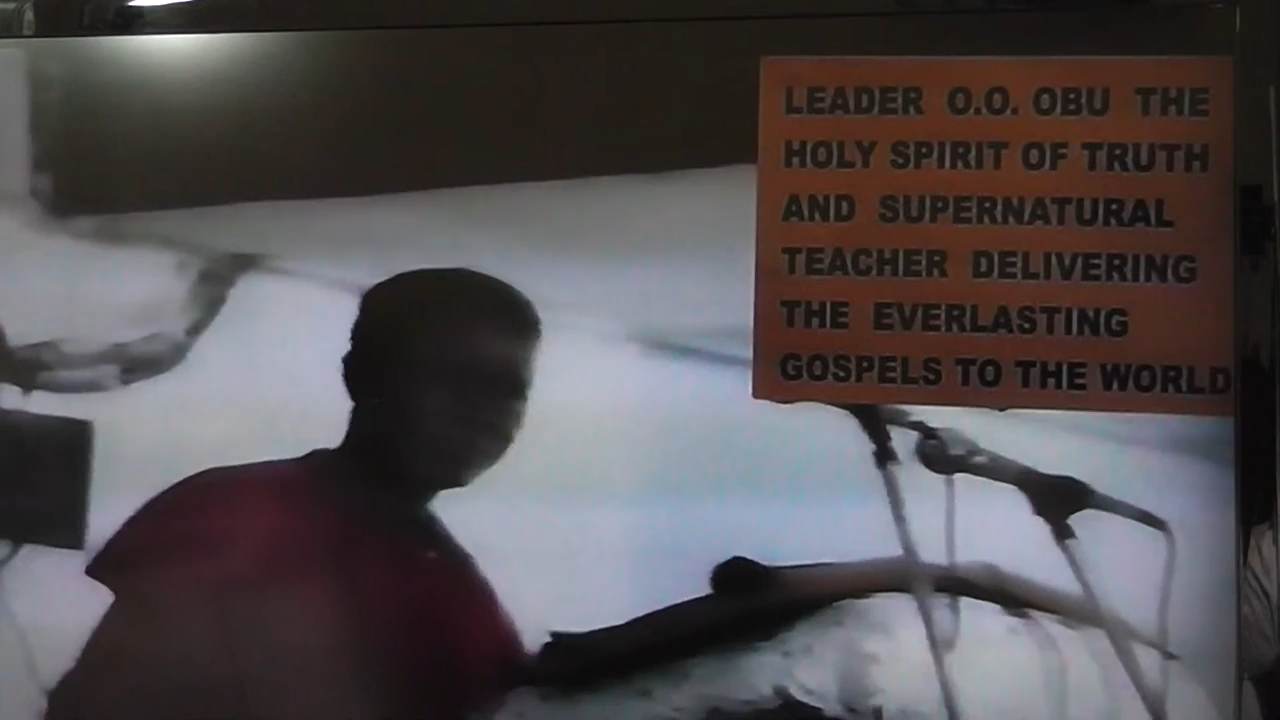 LEADER O.O. OBU THE
HOLY SPIRIT OF TRUTH
AND SUPERNATURAL
TEACHER DELIVERING
THE EVERLASTING
GOSPELS TO THE WORLD